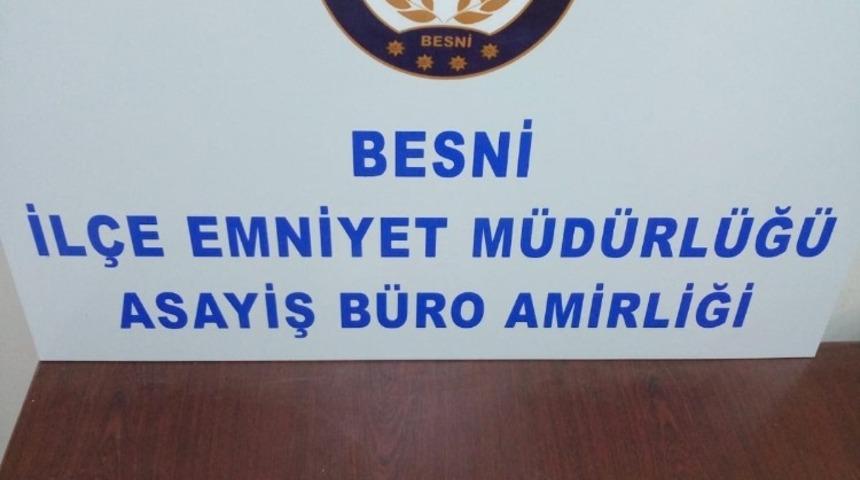 BESNİ
BESNİ
İLÇE EMNİYET MÜDÜRLÜĞÜ
ASAYİŞ BÜRO AMİRLİĞİ